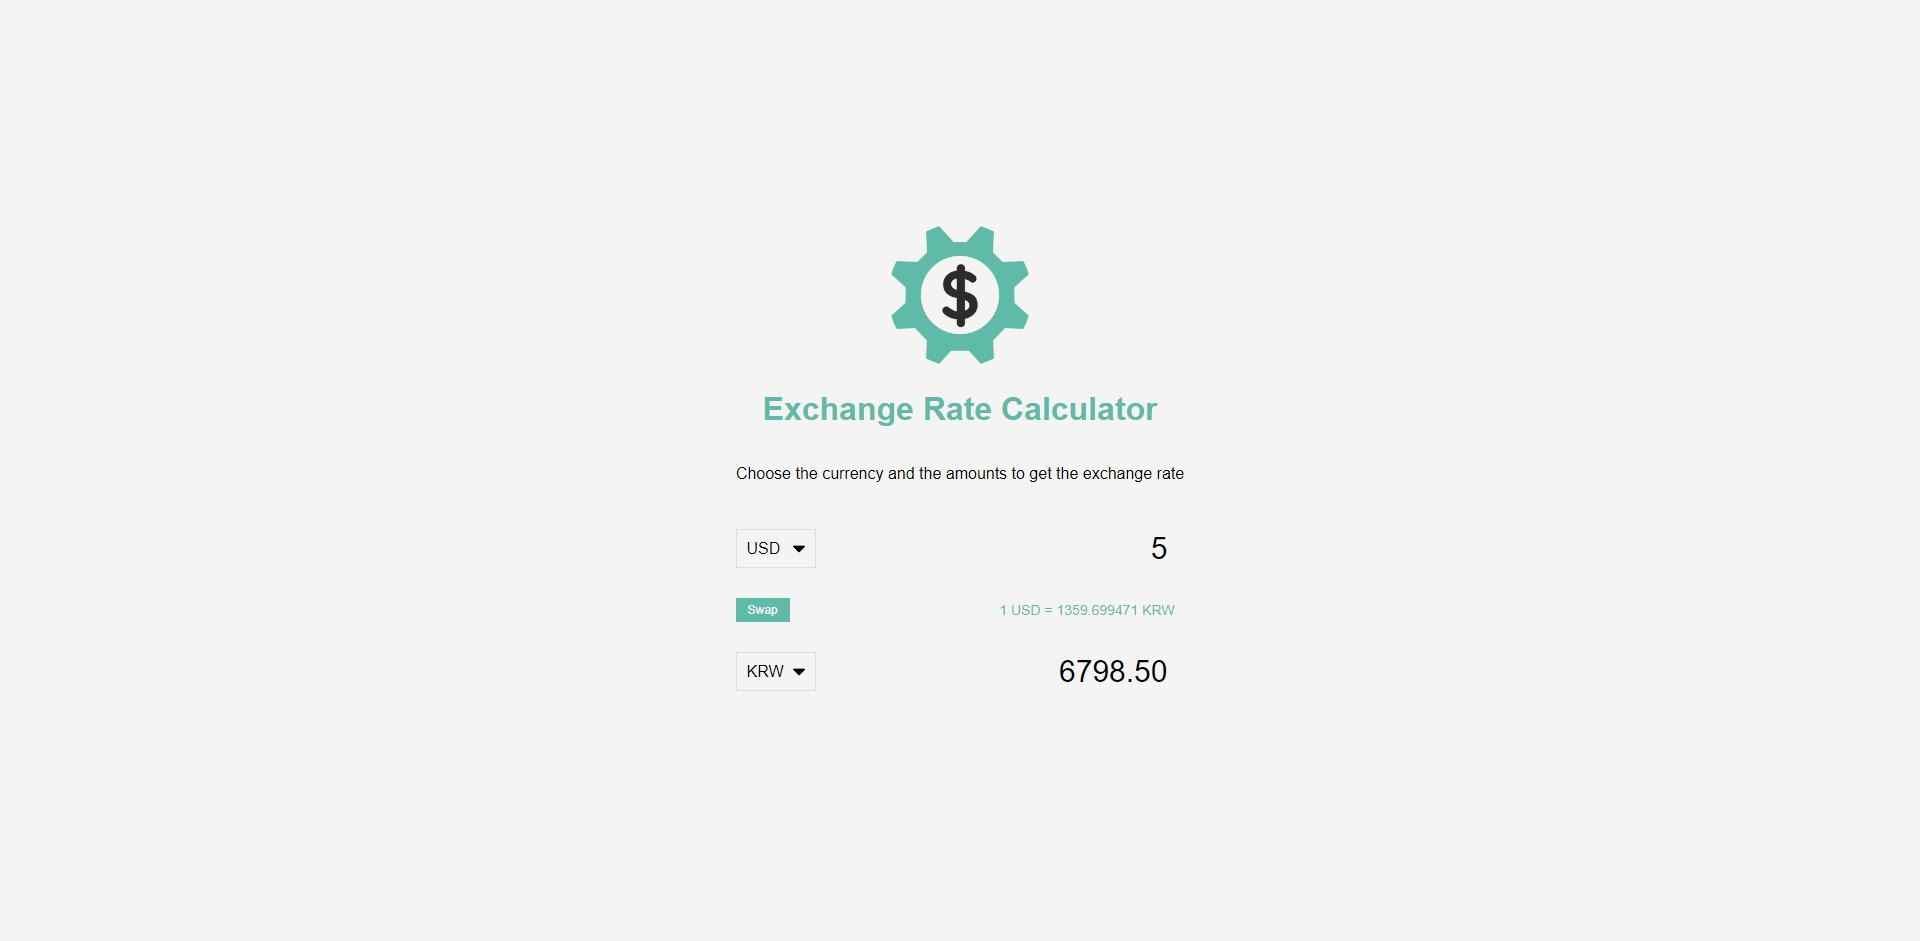 $
Exchange Rate Calculator
Choose the currency and the amounts to get the exchange rate
USD 5
Swap 1 USD = 1359.699471 KRW
KRW 6798.50